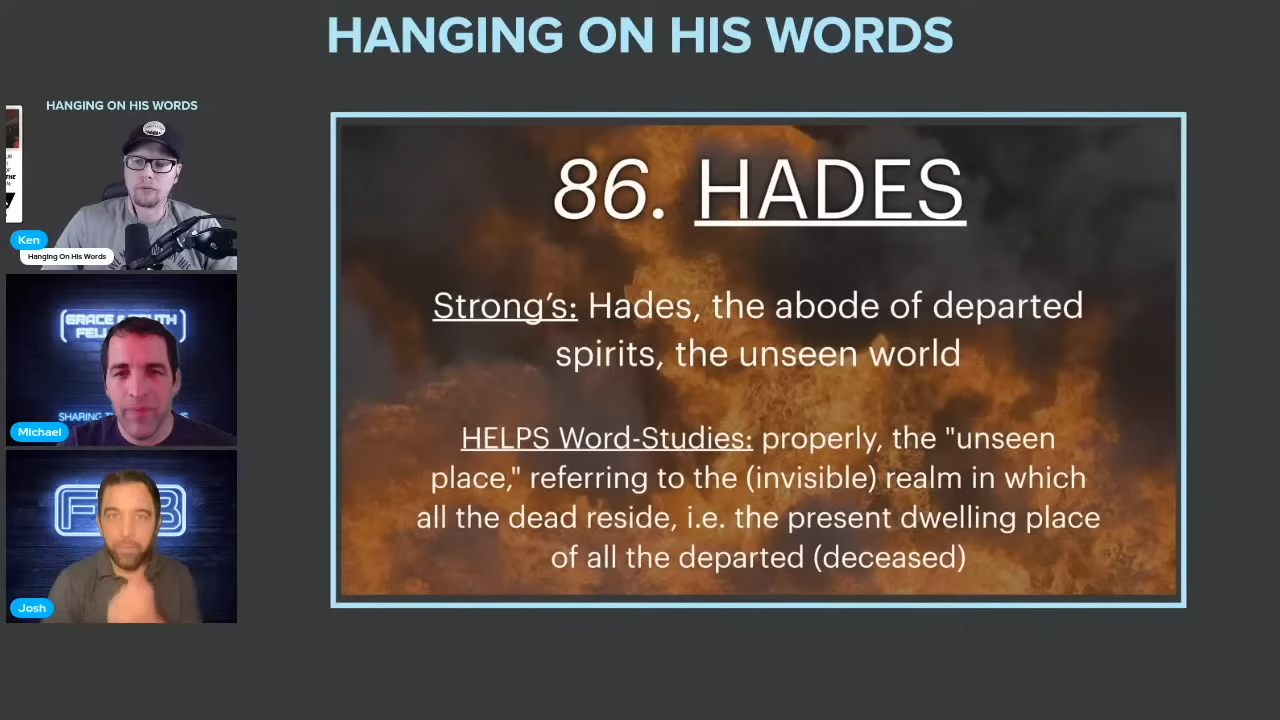 HANGING ON HIS WORDS
HANGING ON HIS WORDS
Ken
Hanging On His Words
Michael
Josh
86. HADES
Strong’s: Hades, the abode of departed
spirits, the unseen world
HELPS Word-Studies: properly, the "unseen
place," referring to the (invisible) realm in which
all the dead reside, i.e. the present dwelling place
of all the departed (deceased)